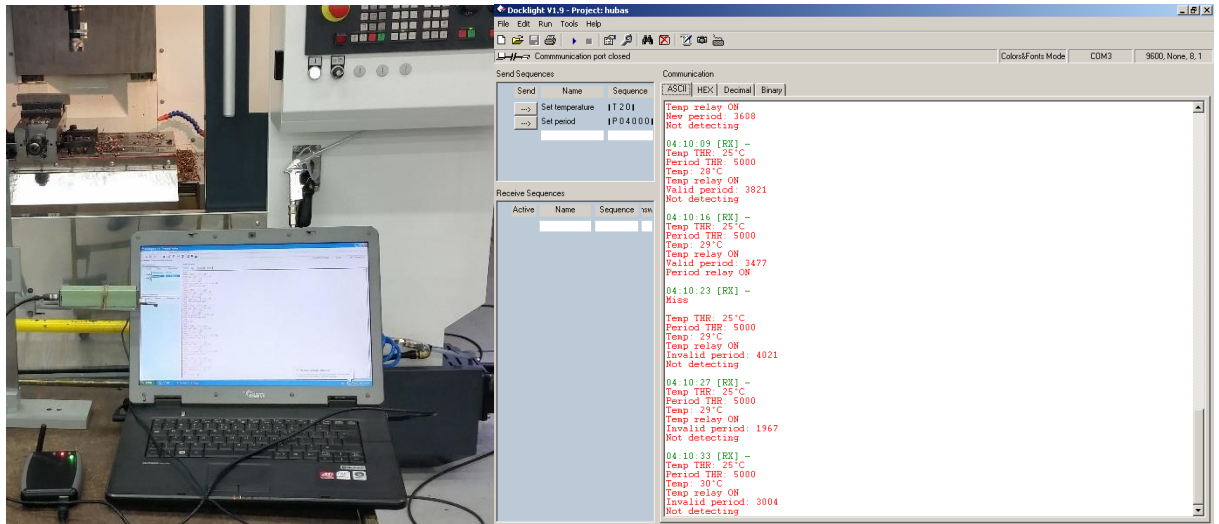 Docklight V1.9 - Project: hubas
File Edit Run Tools Help
Communication port closed
Colors&Fonts Mode
COM3
9600, None, 8, 1
Send Sequences
Send Name Sequence
---> Set temperature |T20|
---> Set period |P04000|
Receive Sequences
Active Name Sequence nsw
Communication
ASCII HEX Decimal Binary
Temp relay ON
New period: 3608
Not detecting
04:10:09 [RX] -
Temp THR: 25°C
Period THR: 5000
Temp: 28°C
Temp relay ON
Valid period: 3821
Not detecting
04:10:16 [RX] -
Temp THR: 25°C
Period THR: 5000
Temp: 29°C
Temp relay ON
Valid period: 3477
Period relay ON
04:10:23 [RX] -
Miss
Temp THR: 25°C
Period THR: 5000
Temp: 29°C
Temp relay ON
Invalid period: 4021
Not detecting
04:10:27 [RX] -
Temp THR: 25°C
Period THR: 5000
Temp: 29°C
Temp relay ON
Invalid period: 1967
Not detecting
04:10:33 [RX] -
Temp THR: 25°C
Period THR: 5000
Temp: 30°C
Temp relay ON
Invalid period: 3004
Not detecting